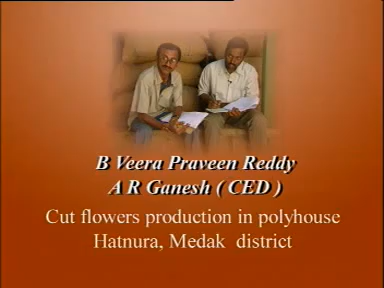 B Veera Praveen Reddy
A R Ganesh ( CED )
Cut flowers production in polyhouse
Hatnura, Medak district